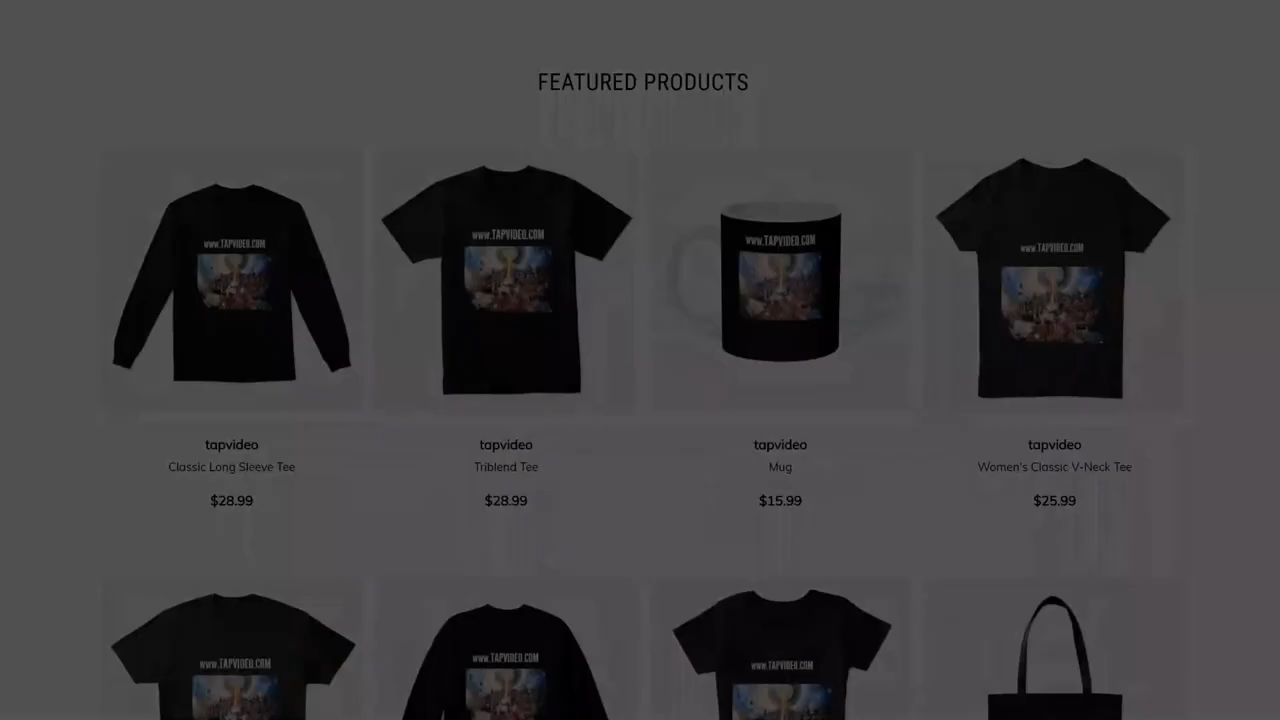 FEATURED PRODUCTS
www.TAPVIDEO.COM
www.TAPVIDEO.COM
www.TAPVIDEO.COM
www.TAPVIDEO.COM
tapvideo
tapvideo
tapvideo
tapvideo
Classic Long Sleeve Tee
Triblend Tee
Mug
Women's Classic V-Neck Tee
$28.99
$28.99
$15.99
$25.99
www.TAPVIDEO.COM
www.TAPVIDEO.COM
www.TAPVIDEO.COM